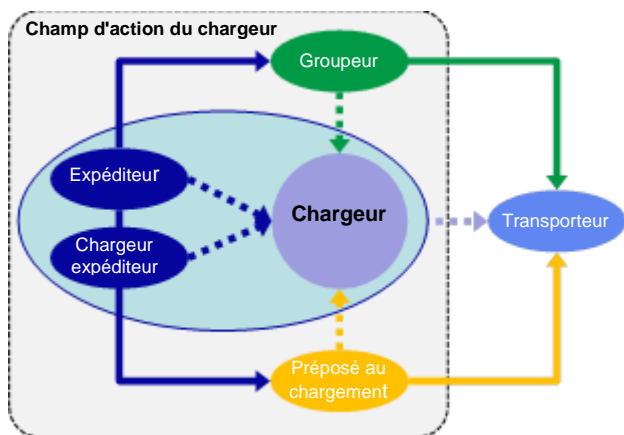 Champ d'action du chargeur
Groupeur
Expéditeur
Chargeur
Chargeur
expéditeur
Transporteur
Préposé au
chargement